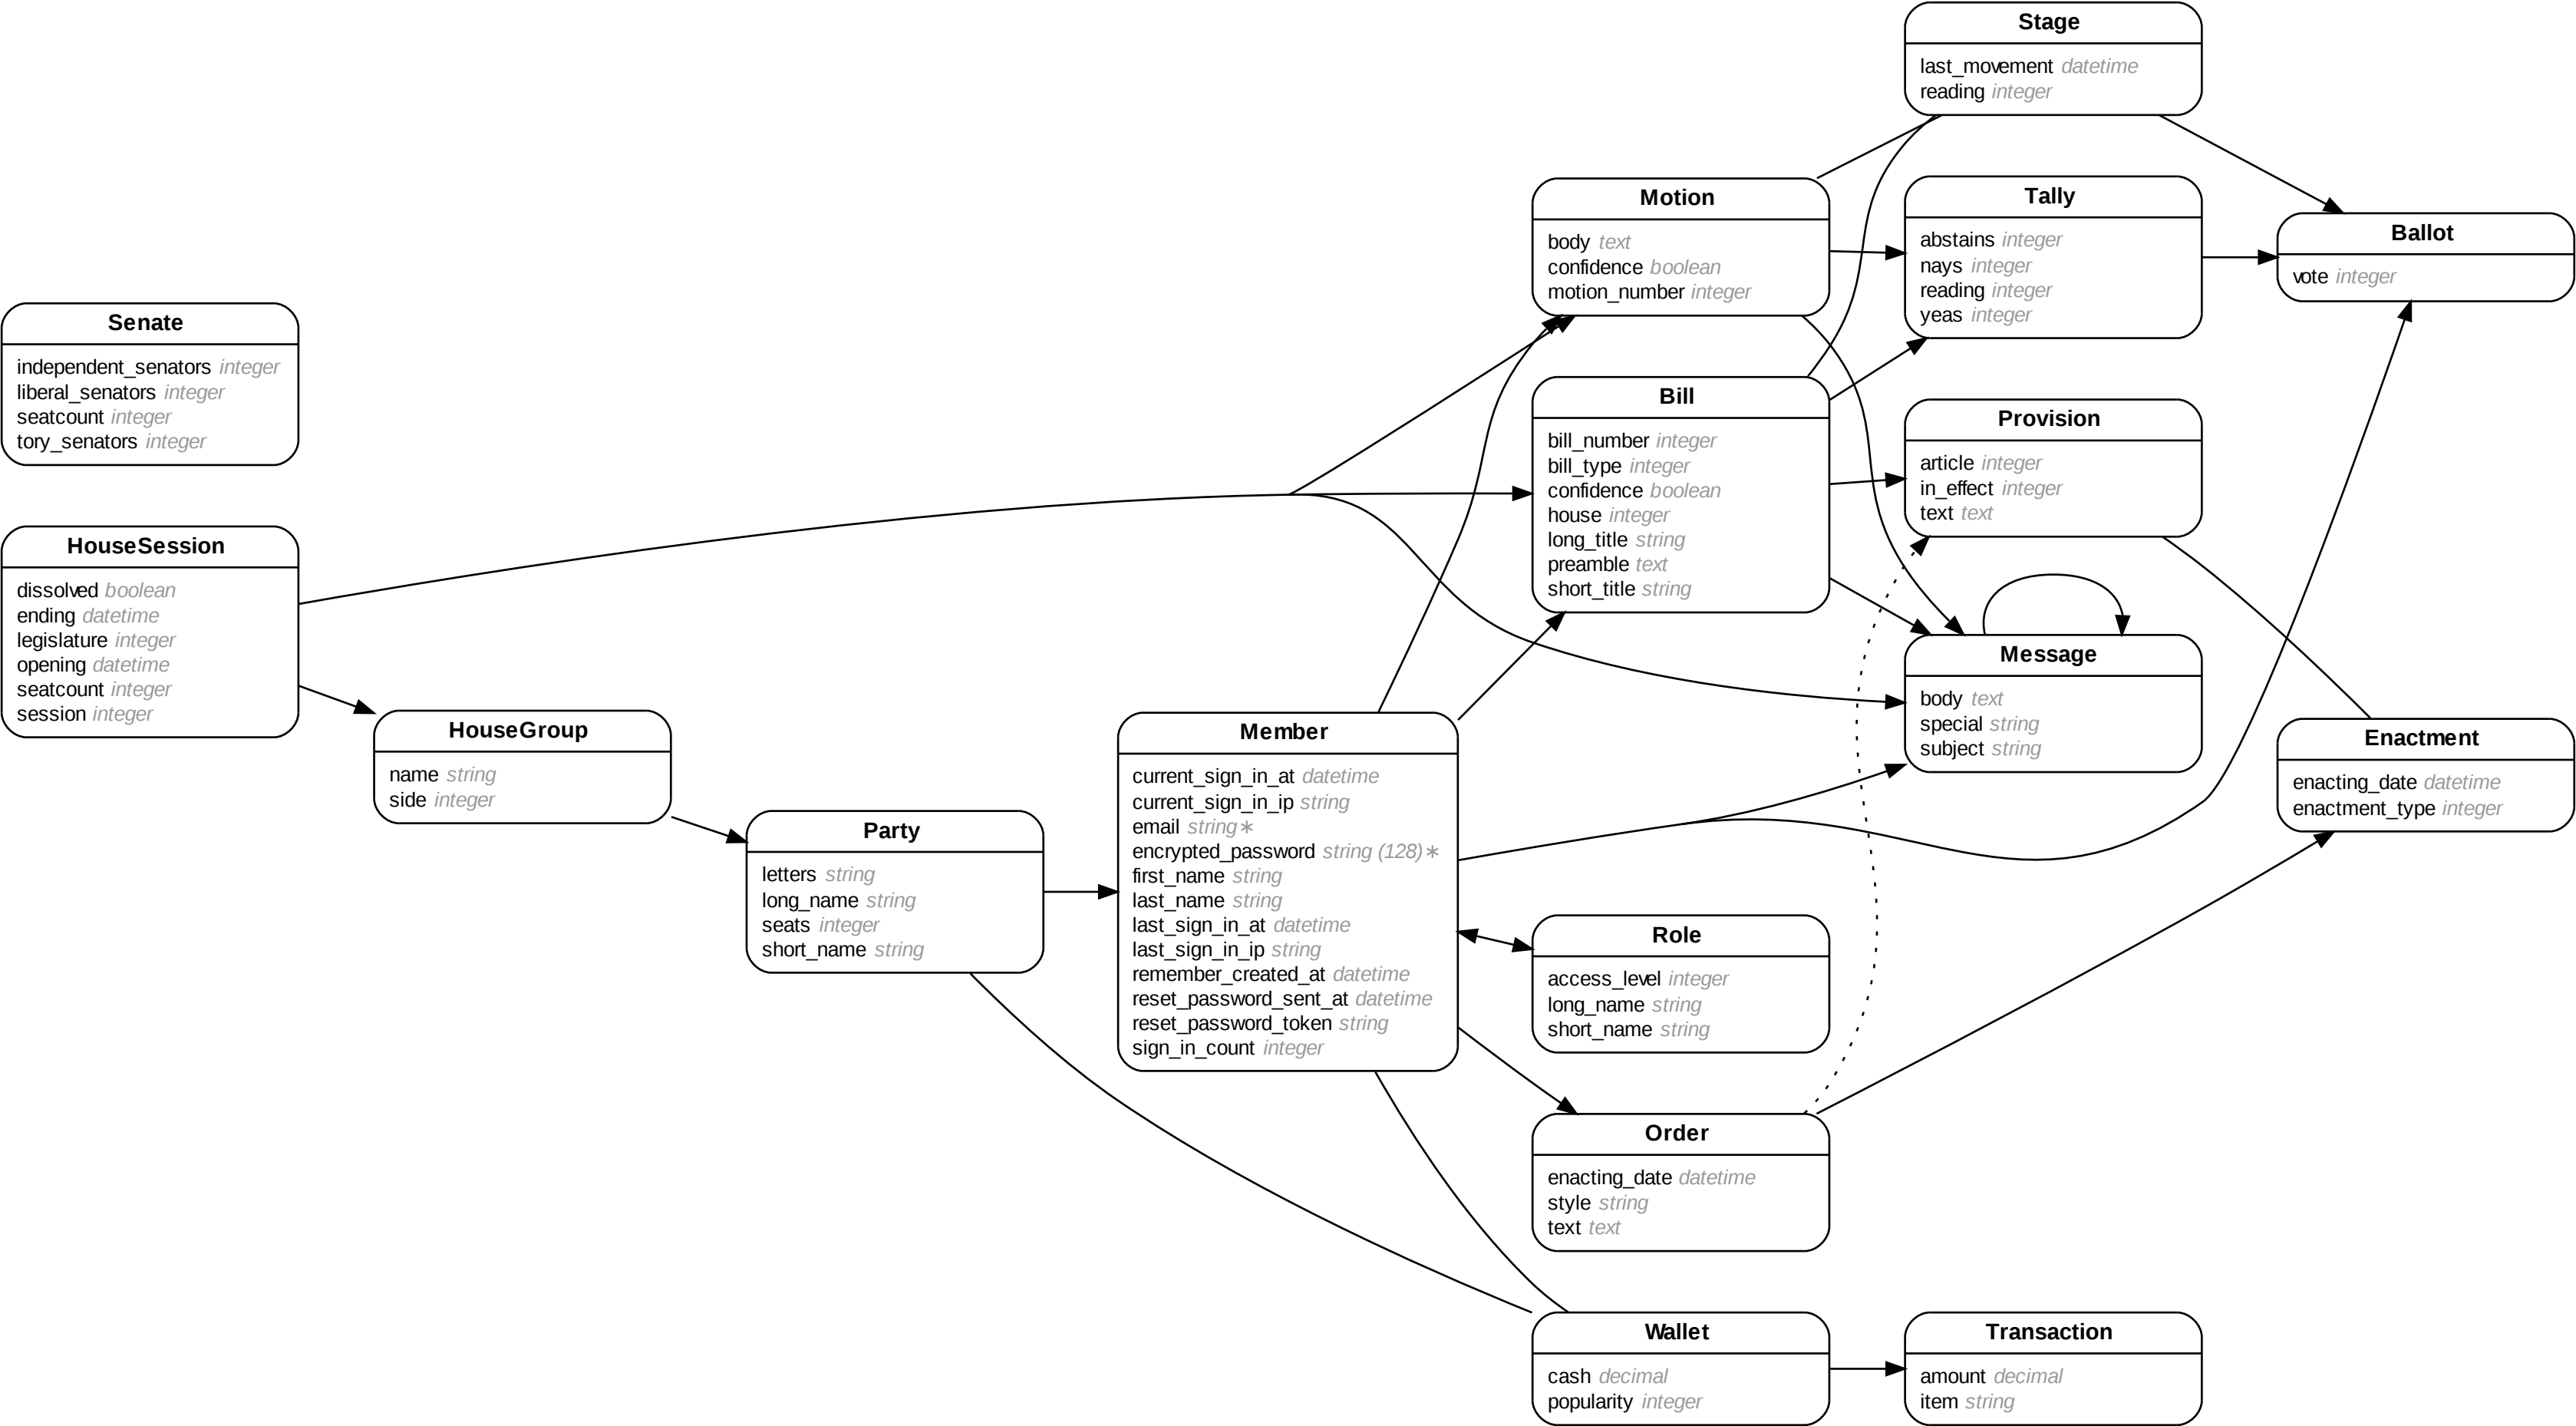 Stage
last_movement datetime
reading integer
Motion
body text
confidence boolean
motion_number integer
Tally
abstains integer
nays integer
reading integer
yeas integer
Ballot
vote integer
Senate
independent_senators integer
liberal_senators integer
seatcount integer
tory_senators integer
Bill
bill_number integer
bill_type integer
confidence boolean
house integer
long_title string
preamble text
short_title string
Provision
article integer
in_effect integer
text text
HouseSession
dissolved boolean
ending datetime
legislature integer
opening datetime
seatcount integer
session integer
Message
body text
special string
subject string
HouseGroup
name string
side integer
Member
current_sign_in_at datetime
current_sign_in_ip string
email string∗
encrypted_password string (128)∗
first_name string
last_name string
last_sign_in_at datetime
last_sign_in_ip string
remember_created_at datetime
reset_password_sent_at datetime
reset_password_token string
sign_in_count integer
Enactment
enacting_date datetime
enactment_type integer
Party
letters string
long_name string
seats integer
short_name string
Role
access_level integer
long_name string
short_name string
Order
enacting_date datetime
style string
text text
Wallet
cash decimal
popularity integer
Transaction
amount decimal
item string